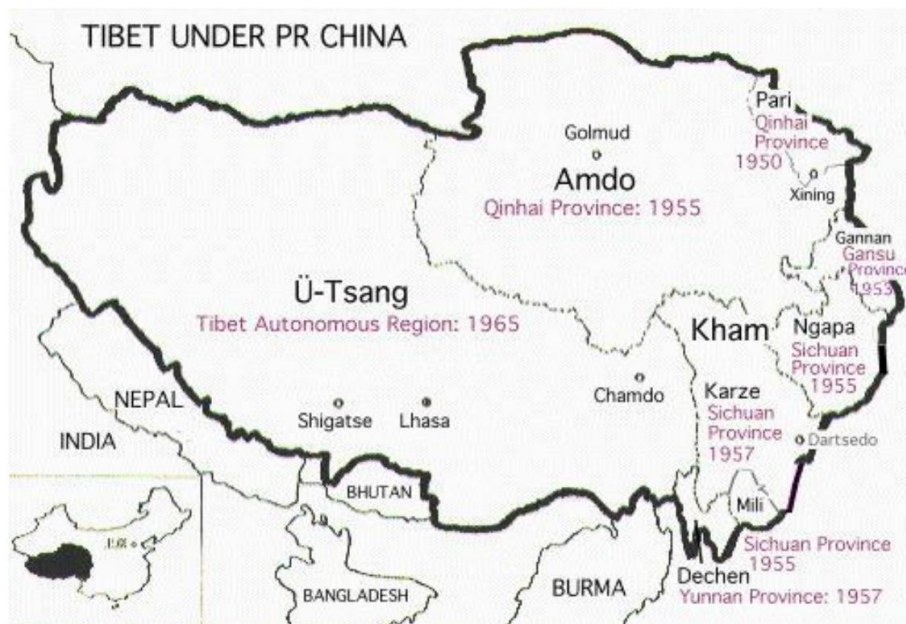 TIBET UNDER PR CHINA
Pari
Qinhai
Province
1950
Golmud
Amdo
Qinhai Province: 1955
Xining
Gannan
Gansu
Province
1953
Ü-Tsang
Tibet Autonomous Region: 1965
Kham
Ngapa
Sichuan
Province
1955
Chamdo
Karze
Sichuan
Province
1957
Shigatse
Lhasa
Dartsedo
NEPAL
INDIA
BHUTAN
Mili
Sichuan Province
1955
Dechen
Yunnan Province: 1957
BANGLADESH
BURMA